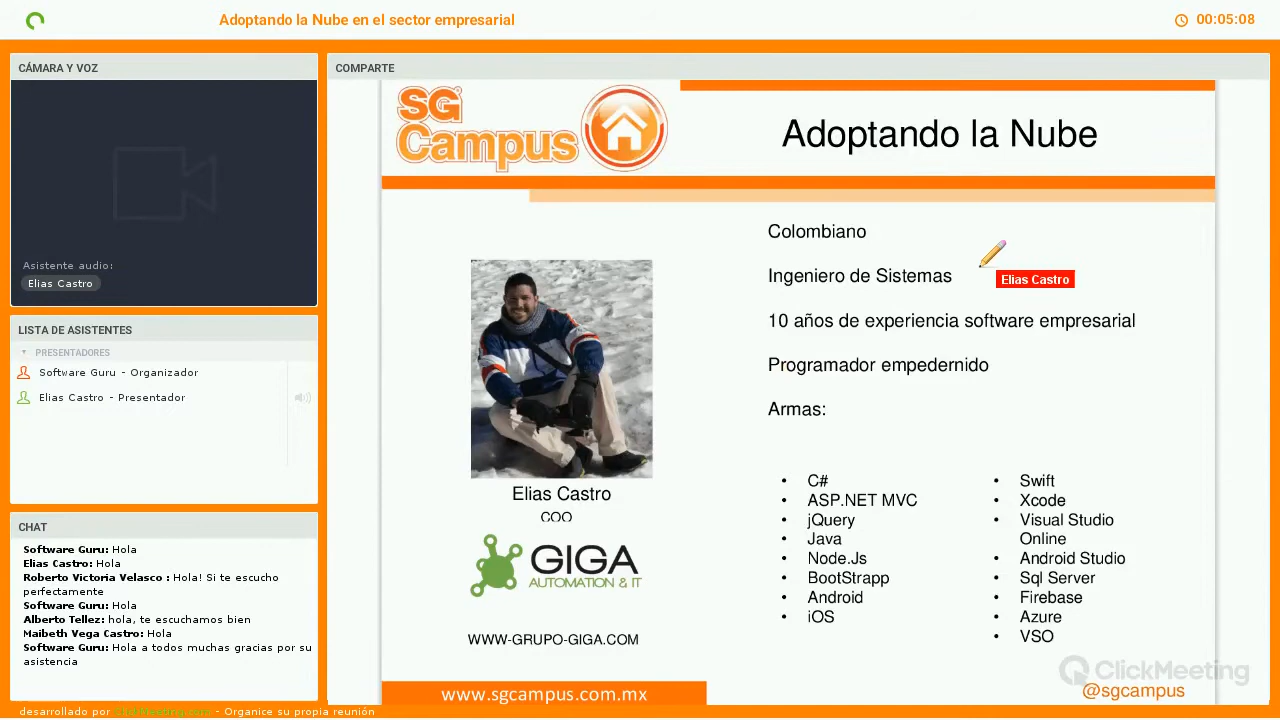 Adoptando la Nube en el sector empresarial
00:05:08
CÁMARA Y VOZ
Asistente audio:
Elias Castro
LISTA DE ASISTENTES
PRESENTADORES
Software Guru - Organizador
Elias Castro - Presentador
CHAT
Software Guru: Hola
Elias Castro: Hola
Roberto Victoria Velasco : Hola! Si te escucho
perfectamente
Software Guru: Hola
Alberto Tellez: hola, te escuchamos bien
Maibeth Vega Castro: Hola
Software Guru: Hola a todos muchas gracias por su
asistencia
COMPARTE
SG
Campus
Adoptando la Nube
Colombiano
Ingeniero de Sistemas
Elias Castro
10 años de experiencia software empresarial
Programador empedernido
Armas:
• C#
• ASP.NET MVC
• jQuery
• Java
• Node.Js
• BootStrapp
• Android
• iOS
• Swift
• Xcode
• Visual Studio
Online
• Android Studio
• Sql Server
• Firebase
• Azure
• VSO
Elias Castro
COO
GIGA
AUTOMATION & IT
WWW-GRUPO-GIGA.COM
www.sgcampus.com.mx
ClickMeeting
@sgcampus
desarrollado por ClickMeeting.com - Organice su propia reunión